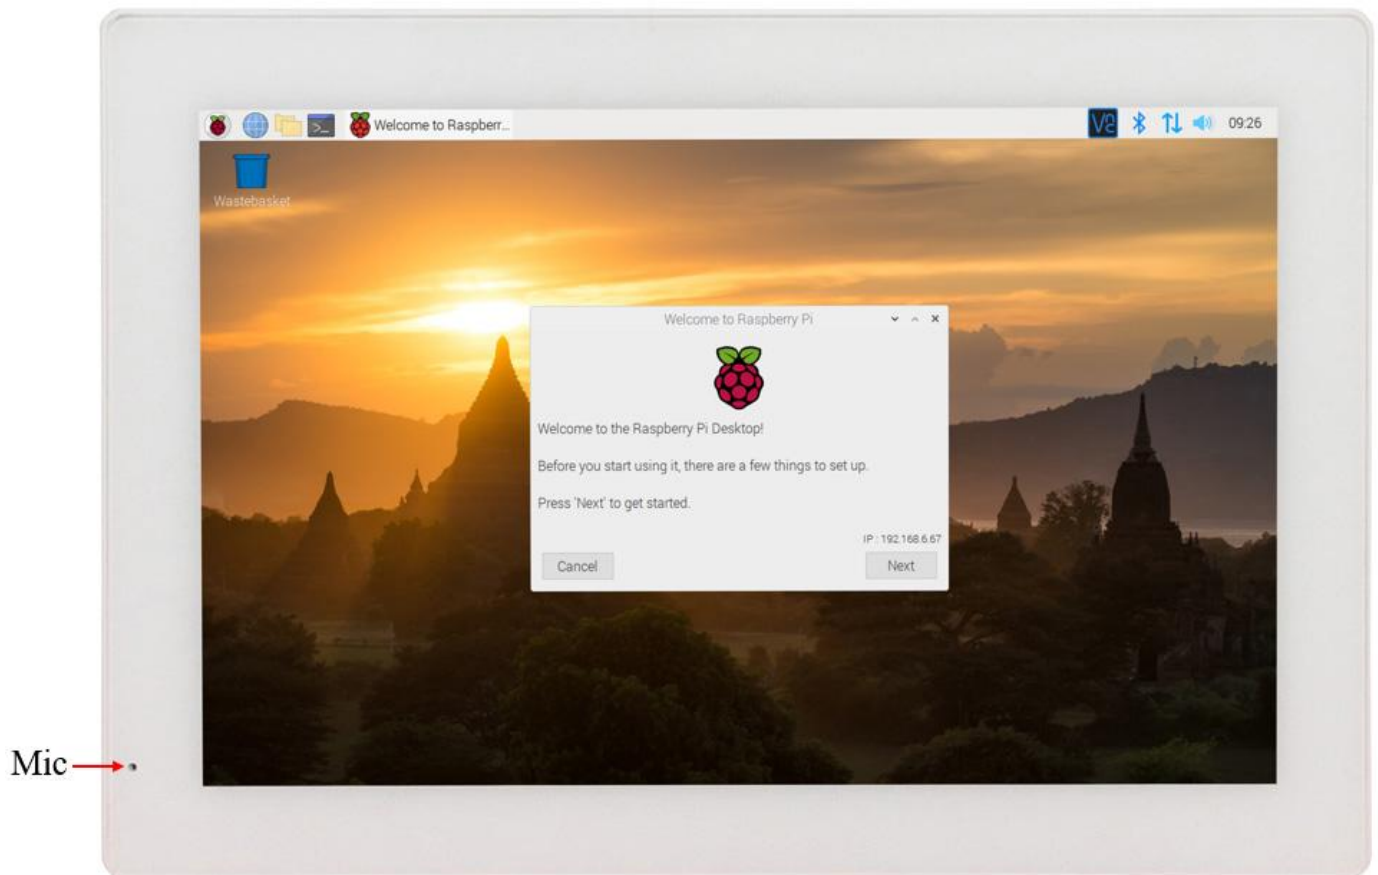 Welcome to Raspberr...
VNC
09:26
Wastebasket
Welcome to Raspberry Pi
Welcome to the Raspberry Pi Desktop!
Before you start using it, there are a few things to set up.
Press 'Next' to get started.
IP : 192.168.6.67
Cancel
Next
Mic